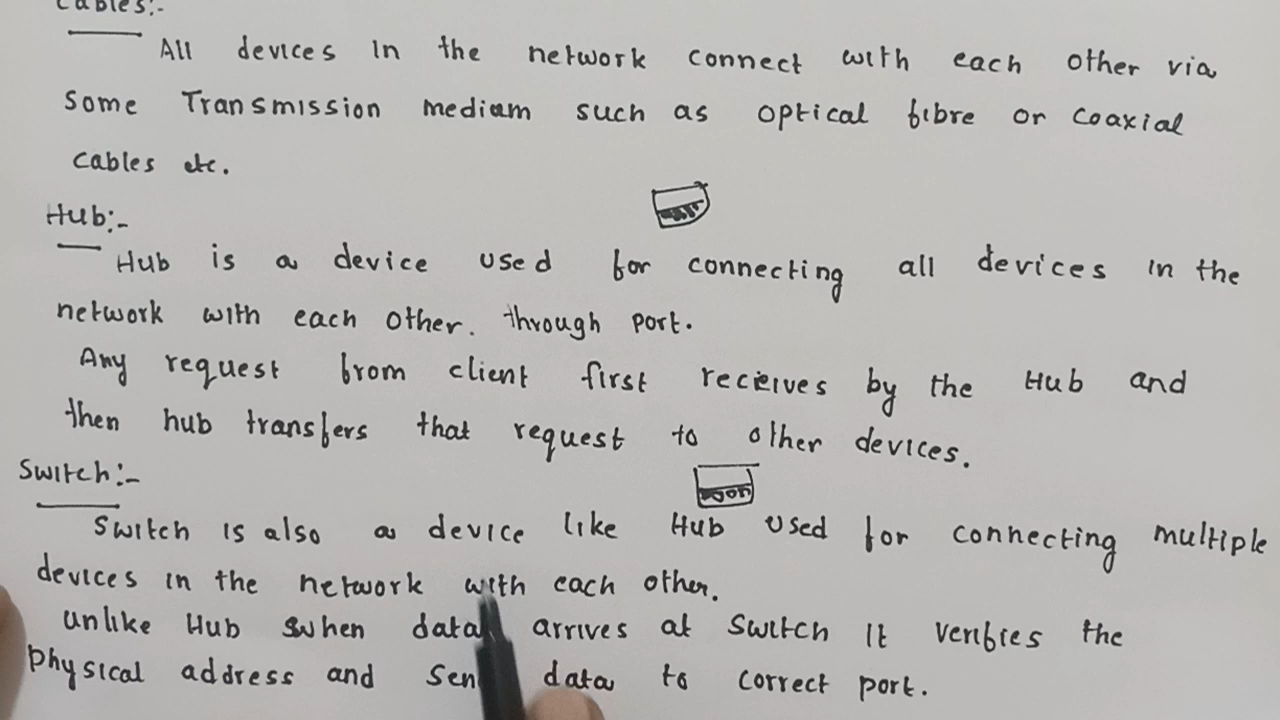 Cables:-
All devices in the network connect with each other via
Some Transmission medium such as optical fibre or coaxial
cables etc.
Hub:-
Hub is a device used for connecting all devices in the
network with each other. through port.
Any request from client first receives by the Hub and
then hub transfers that request to other devices.
Switch:-
Switch is also a device like Hub used for connecting multiple
devices in the network with each other.
unlike Hub when data arrives at switch it verifies the
Physical address and Sen data to correct port.